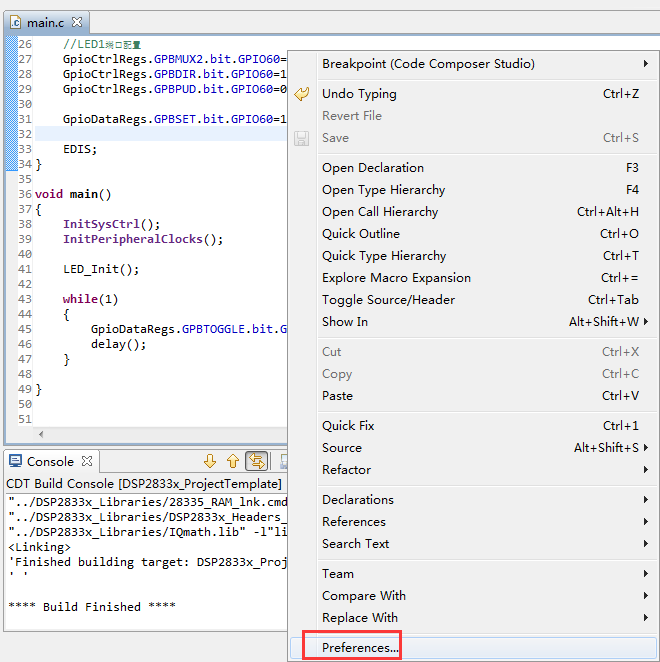 main.c
26 //LED1端口配置
27 GpioCtrlRegs.GPBMUX2.bit.GPIO60=
28 GpioCtrlRegs.GPBDIR.bit.GPIO60=1
29 GpioCtrlRegs.GPBPUD.bit.GPIO60=0
30
31 GpioDataRegs.GPBSET.bit.GPIO60=1
32
33 EDIS;
34 }
35
36 void main()
37 {
38 InitSysCtrl();
39 InitPeripheralClocks();
40
41 LED_Init();
42
43 while(1)
44 {
45 GpioDataRegs.GPBTOGGLE.bit.G
46 delay();
47 }
48
49 }
50
51
Breakpoint (Code Composer Studio)
Undo Typing Ctrl+Z
Revert File
Save Ctrl+S
Open Declaration F3
Open Type Hierarchy F4
Open Call Hierarchy Ctrl+Alt+H
Quick Outline Ctrl+O
Quick Type Hierarchy Ctrl+T
Explore Macro Expansion Ctrl+=
Toggle Source/Header Ctrl+Tab
Show In Alt+Shift+W
Cut Ctrl+X
Copy Ctrl+C
Paste Ctrl+V
Quick Fix Ctrl+1
Source Alt+Shift+S
Refactor
Declarations
References
Search Text
Team
Compare With
Replace With
Preferences...
Console
CDT Build Console [DSP2833x_ProjectTemplate]
"../DSP2833x_Libraries/28335_RAM_lnk.cmd
"../DSP2833x_Libraries/DSP2833x_Headers_
"../DSP2833x_Libraries/IQmath.lib" -l"li
<Linking>
'Finished building target: DSP2833x_Proj
' '
**** Build Finished ****